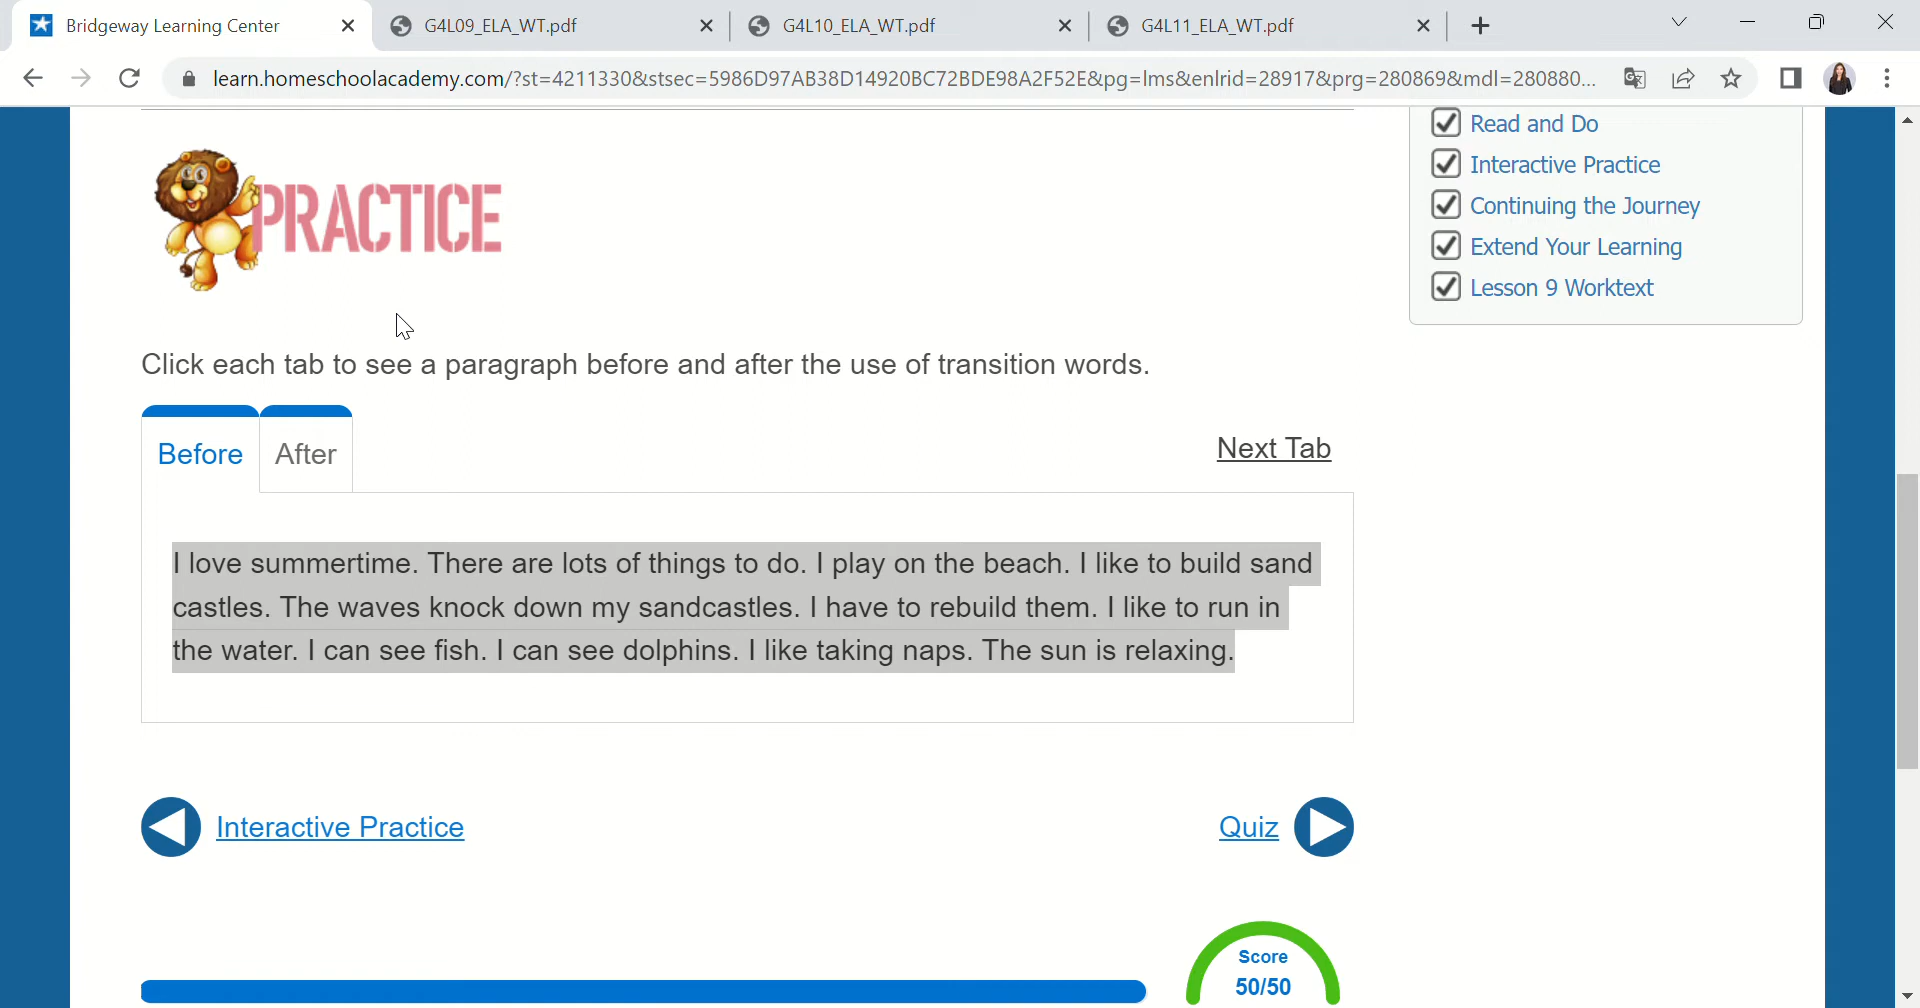 Bridgeway Learning Center
G4L09_ELA_WT.pdf
G4L10_ELA_WT.pdf
G4L11_ELA_WT.pdf
learn.homeschoolacademy.com/?st=4211330&stsec=5986D97AB38D14920BC72BDE98A2F52E&pg=lms&enlrid=28917&prg=280869&mdl=280880...
Read and Do
Interactive Practice
Continuing the Journey
Extend Your Learning
Lesson 9 Worktext
PRACTICE
Click each tab to see a paragraph before and after the use of transition words.
Before
After
Next Tab
I love summertime. There are lots of things to do. I play on the beach. I like to build sand
castles. The waves knock down my sandcastles. I have to rebuild them. I like to run in
the water. I can see fish. I can see dolphins. I like taking naps. The sun is relaxing.
Interactive Practice
Quiz
Score
50/50